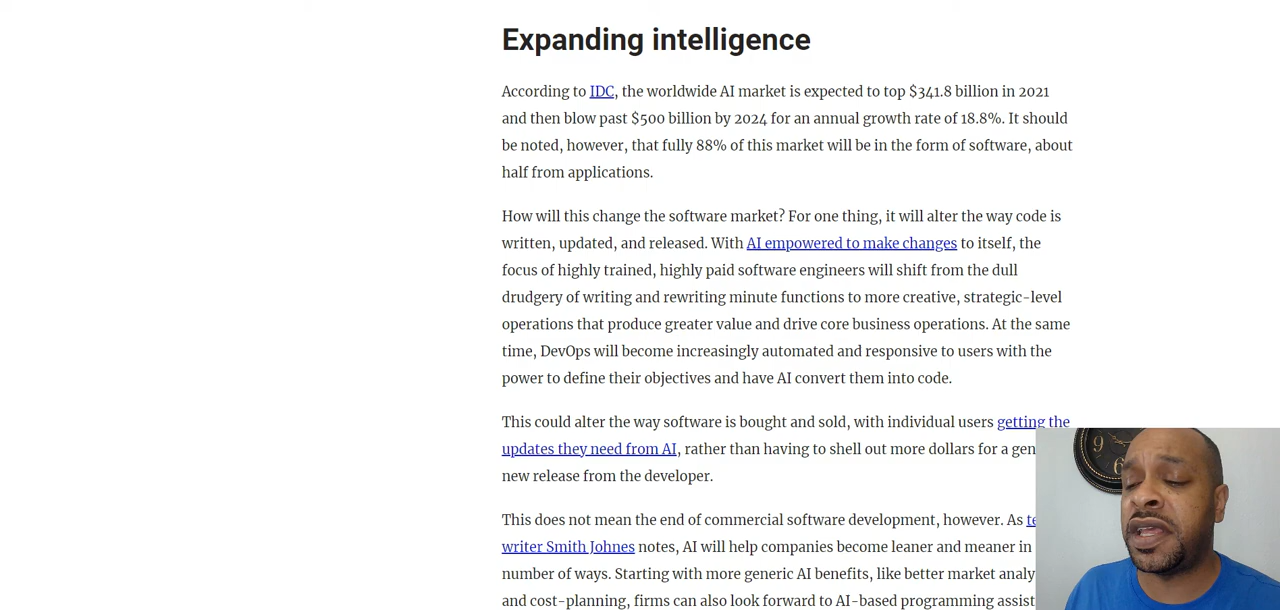 Expanding intelligence
According to IDC, the worldwide AI market is expected to top $341.8 billion in 2021
and then blow past $500 billion by 2024 for an annual growth rate of 18.8%. It should
be noted, however, that fully 88% of this market will be in the form of software, about
half from applications.
How will this change the software market? For one thing, it will alter the way code is
written, updated, and released. With AI empowered to make changes to itself, the
focus of highly trained, highly paid software engineers will shift from the dull
drudgery of writing and rewriting minute functions to more creative, strategic-level
operations that produce greater value and drive core business operations. At the same
time, DevOps will become increasingly automated and responsive to users with the
power to define their objectives and have AI convert them into code.
This could alter the way software is bought and sold, with individual users getting the
updates they need from AI, rather than having to shell out more dollars for a
new release from the developer.
This does not mean the end of commercial software development, however. As
writer Smith Johnes notes, AI will help companies become leaner and meaner in
number of ways. Starting with more generic AI benefits, like better market
and cost-planning, firms can also look forward to AI-based programming
9
6